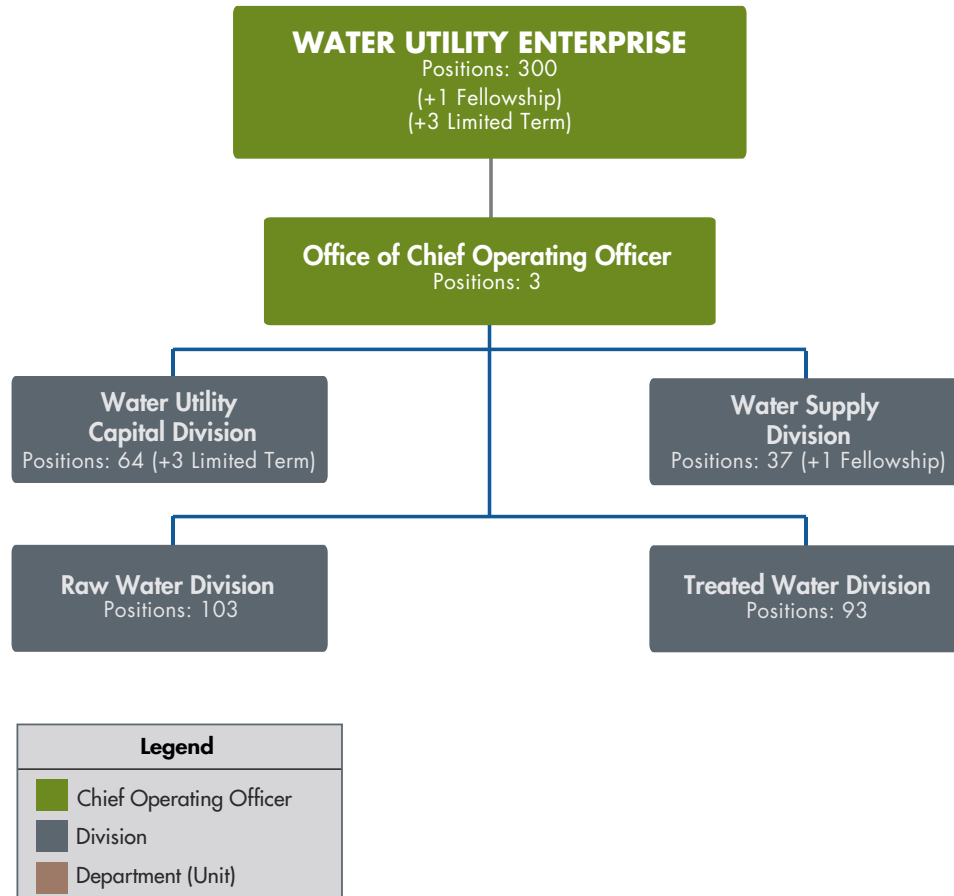 WATER UTILITY ENTERPRISE
Positions: 300
(+1 Fellowship)
(+3 Limited Term)
Office of Chief Operating Officer
Positions: 3
Water Utility
Capital Division
Positions: 64 (+3 Limited Term)
Water Supply
Division
Positions: 37 (+1 Fellowship)
Raw Water Division
Positions: 103
Treated Water Division
Positions: 93
Legend
Chief Operating Officer
Division
Department (Unit)